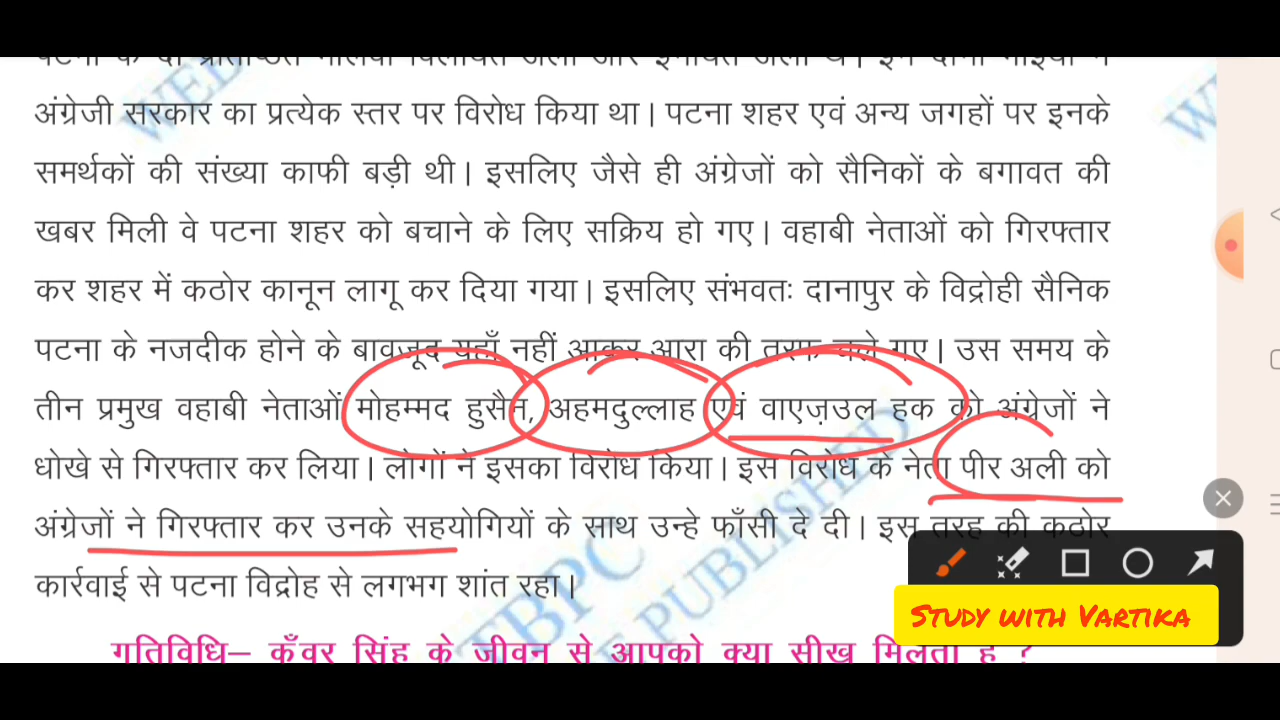 अंग्रेजी सरकार का प्रत्येक स्तर पर विरोध किया था। पटना शहर एवं अन्य जगहों पर इनके
समर्थकों की संख्या काफी बड़ी थी। इसलिए जैसे ही अंग्रेजों को सैनिकों के बगावत की
खबर मिली वे पटना शहर को बचाने के लिए सक्रिय हो गए। वहाबी नेताओं को गिरफ्तार
कर शहर में कठोर कानून लागू कर दिया गया। इसलिए संभवतः दानापुर के विद्रोही सैनिक
पटना के नजदीक होने के बावजूद यहाँ नहीं आकर आरा की तरफ चले गए। उस समय के
तीन प्रमुख वहाबी नेताओं मोहम्मद हुसैन, अहमदुल्लाह एवं वाएज़उल हक को अंग्रेजों ने
धोखे से गिरफ्तार कर लिया। लोगों ने इसका विरोध किया। इस विरोध के नेता पीर अली को
अंग्रेजों ने गिरफ्तार कर उनके सहयोगियों के साथ उन्हे फाँसी दे दी। इस तरह की कठोर
कार्रवाई से पटना विद्रोह से लगभग शांत रहा।
STUDY WITH VARTIKA
गतिविधि– कुँवर सिंह के जीवन से आपको क्या सीख मिलता है ?